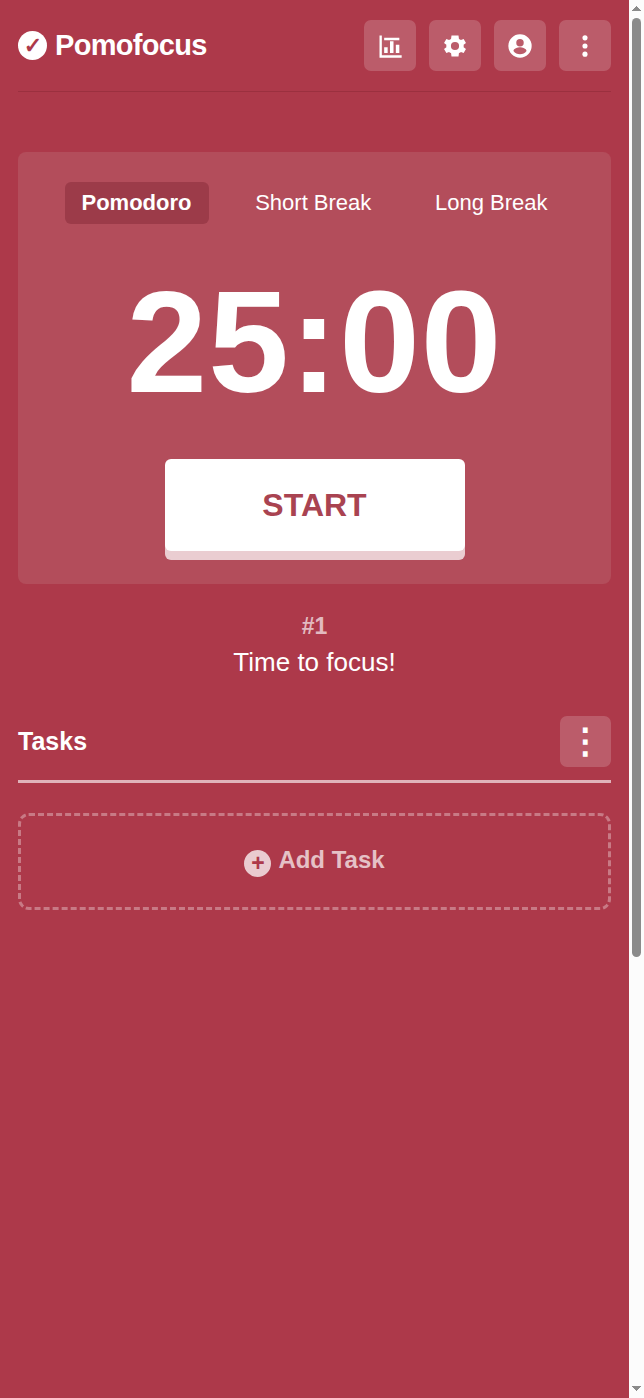 Pomofocus
Pomodoro Short Break Long Break
25:00
START
#1
Time to focus!
Tasks
Add Task